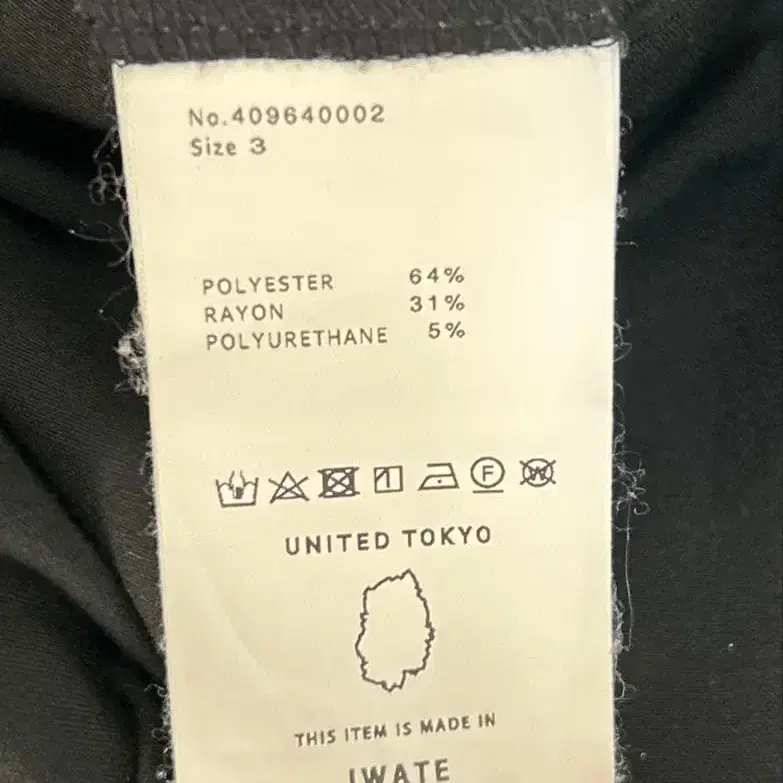 No.409640002
Size 3
POLYESTER 64%
RAYON 31%
POLYURETHANE 5%
F W
UNITED TOKYO
THIS ITEM IS MADE IN
IWATE